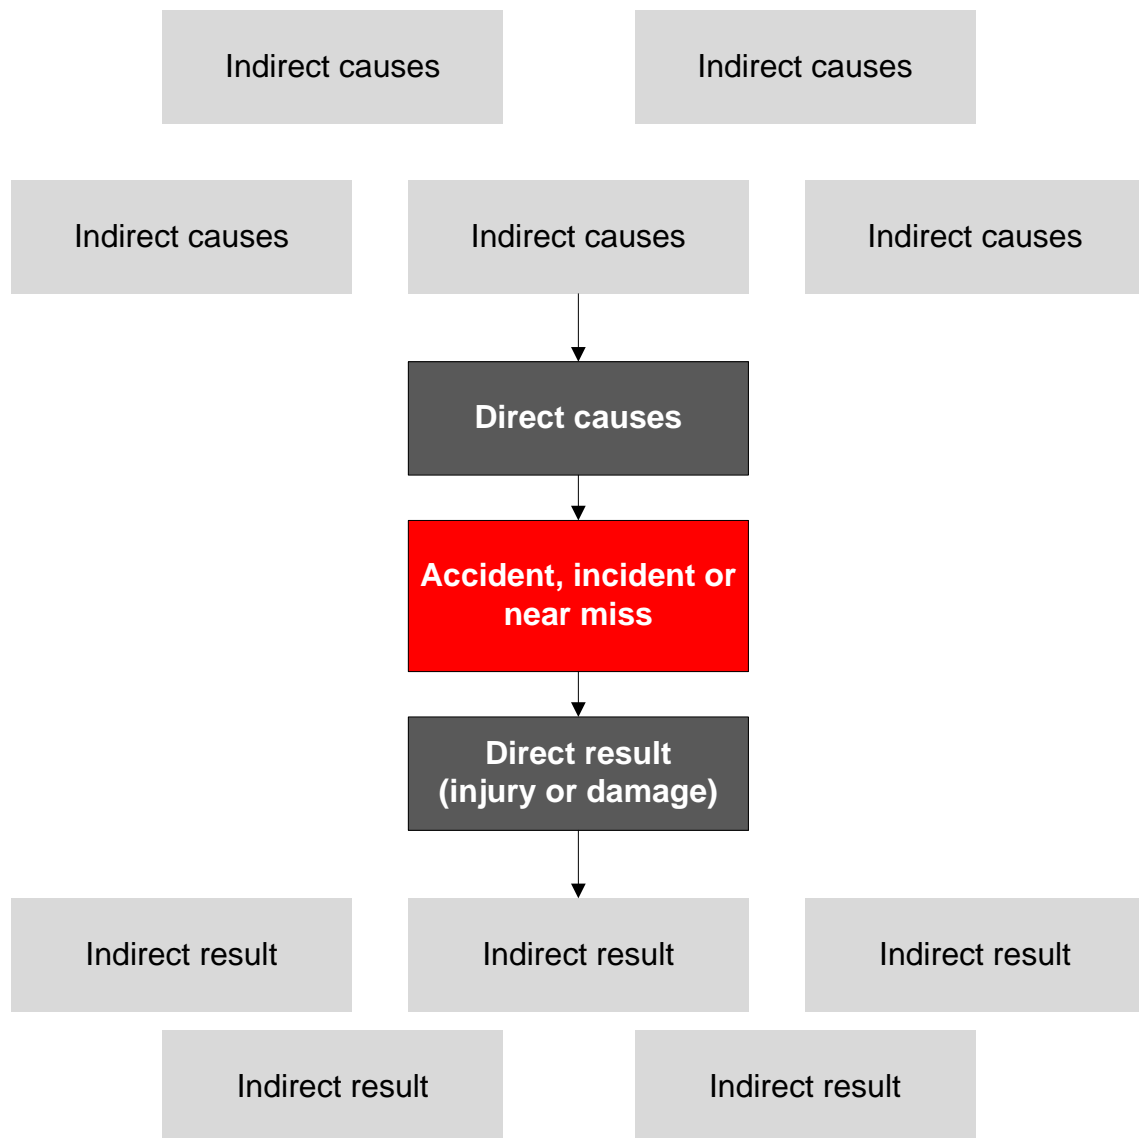 Indirect causes
Indirect causes
Indirect causes
Indirect causes
Indirect causes
Direct causes
Accident, incident or
near miss
Direct result
(injury or damage)
Indirect result
Indirect result
Indirect result
Indirect result
Indirect result